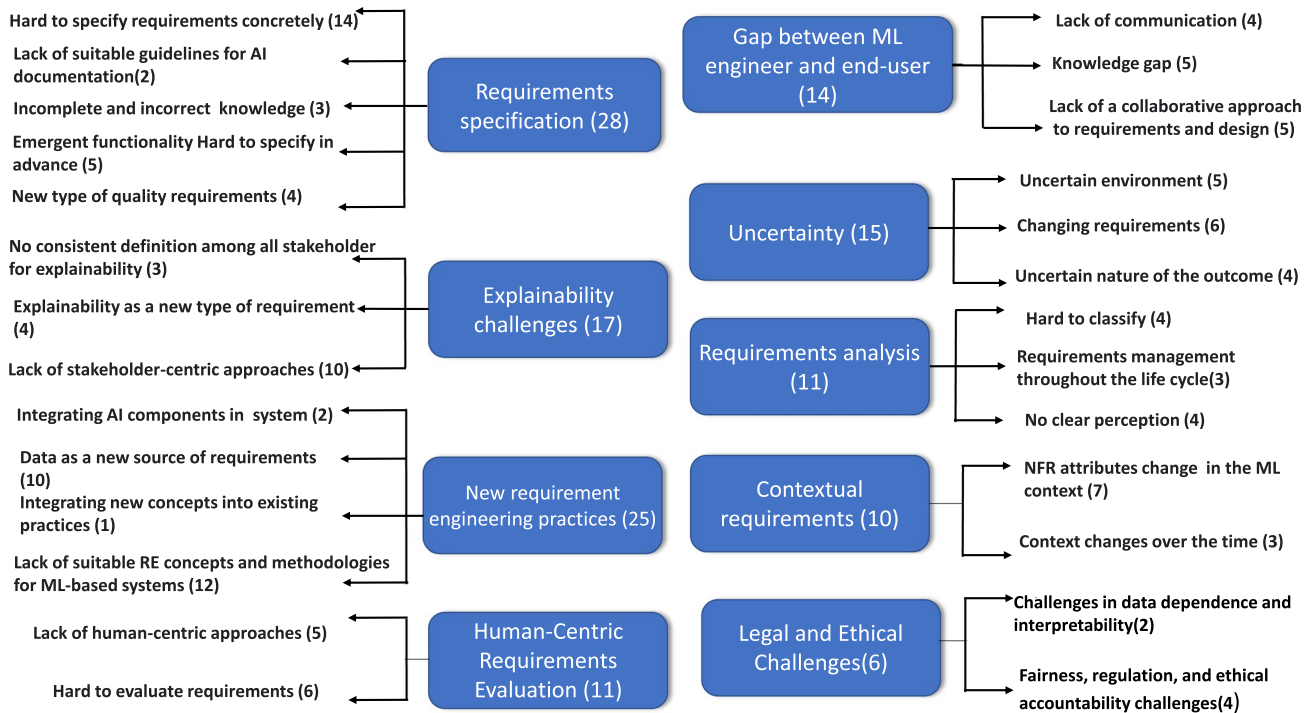 Hard to specify requirements concretely (14)
Lack of suitable guidelines for AI
documentation(2)
Incomplete and incorrect knowledge (3)
Emergent functionality Hard to specify in
advance (5)
New type of quality requirements (4)
Requirements
specification (28)
No consistent definition among all stakeholder
for explainability (3)
Explainability as a new type of requirement
(4)
Lack of stakeholder-centric approaches (10)
Explainability
challenges (17)
Integrating AI components in system (2)
Data as a new source of requirements
(10)
Integrating new concepts into existing
practices (1)
Lack of suitable RE concepts and methodologies
for ML-based systems (12)
New requirement
engineering practices (25)
Lack of human-centric approaches (5)
Hard to evaluate requirements (6)
Human-Centric
Requirements
Evaluation (11)
Gap between ML
engineer and end-user
(14)
Lack of communication (4)
Knowledge gap (5)
Lack of a collaborative approach
to requirements and design (5)
Uncertainty (15)
Uncertain environment (5)
Changing requirements (6)
Uncertain nature of the outcome (4)
Requirements analysis
(11)
Hard to classify (4)
Requirements management
throughout the life cycle(3)
No clear perception (4)
Contextual
requirements (10)
NFR attributes change in the ML
context (7)
Context changes over the time (3)
Legal and Ethical
Challenges(6)
Challenges in data dependence and
interpretability(2)
Fairness, regulation, and ethical
accountability challenges(4)